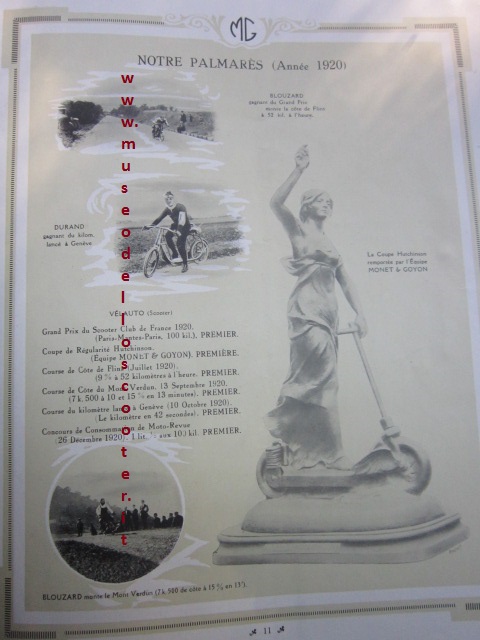 MG
NOTRE PALMARÈS (Année 1920)
BLOUZARD
gagnant du Grand Prix
monte la côte de Flins
à 52 kil. à l'heure.
DURAND
gagnant du kilom.
lancé à Genève.
La Coupe Hutchinson
remportée par l'Équipe
MONET & GOYON
VÉLAUTO (Scooter)
Grand Prix du Scooter Club de France 1920.
(Paris-Mantes-Paris, 100 kil.), PREMIER.
Coupe de Régularité Hutchinson.
(Équipe MONET & GOYON). PREMIÈRE.
Course de Côte de Flins (Juillet 1920).
(9 % à 52 kilomètres à l'heure. PREMIER.
Course de Côte du Mont Verdun, 13 Septembre 1920.
(7 k. 500 à 10 et 15 % en 13 minutes). PREMIER.
Course du kilomètre lancé à Genève (10 Octobre 1920).
(Le kilomètre en 42 secondes). PREMIER.
Concours de Consommation de Moto-Revue
(26 Décembre 1920). 1 lit. aux 100 kil. PREMIER.
BLOUZARD monte le Mont Verdun (7 k 500 de côte à 15 % en 13').
11
www.museodelloscooter.it